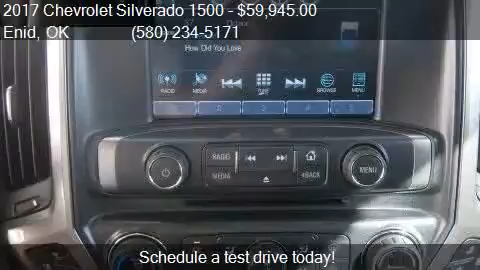 2017 Chevrolet Silverado 1500 - $59,945.00
Enid, OK (580) 234-5171
How Did You Love
RADIO MEDIA TUNE BROWSE MENU
RADIO
MEDIA
BACK
MENU
Schedule a test drive today!